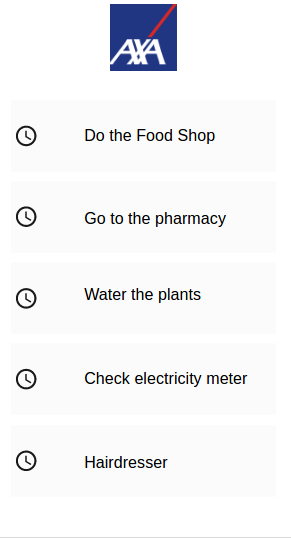 AXA
Do the Food Shop
Go to the pharmacy
Water the plants
Check electricity meter
Hairdresser